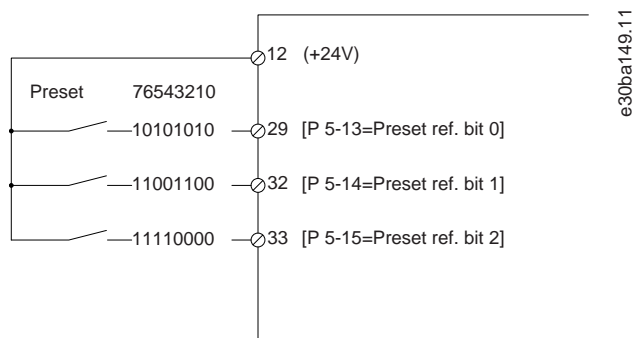 12 (+24V)
Preset 76543210
10101010 29 [P 5-13=Preset ref. bit 0]
11001100 32 [P 5-14=Preset ref. bit 1]
11110000 33 [P 5-15=Preset ref. bit 2]
e30ba149.11